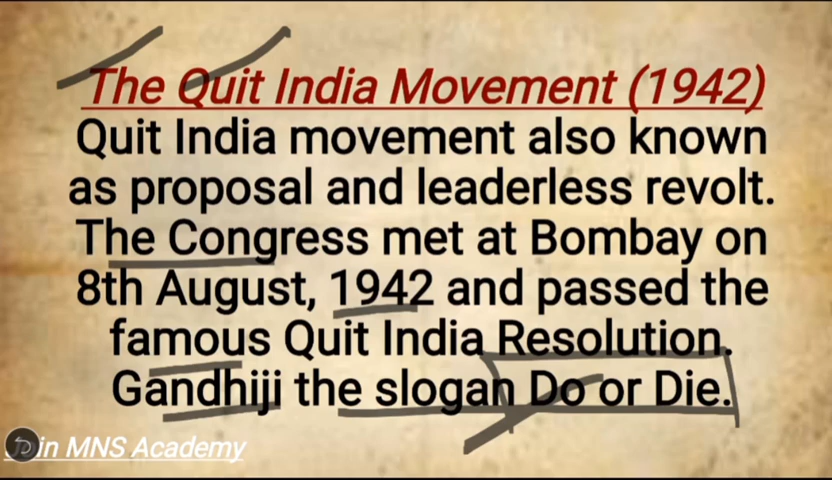 The Quit India Movement (1942)
Quit India movement also known
as proposal and leaderless revolt.
The Congress met at Bombay on
8th August, 1942 and passed the
famous Quit India Resolution.
Gandhiji the slogan Do or Die.
in MNS Academy